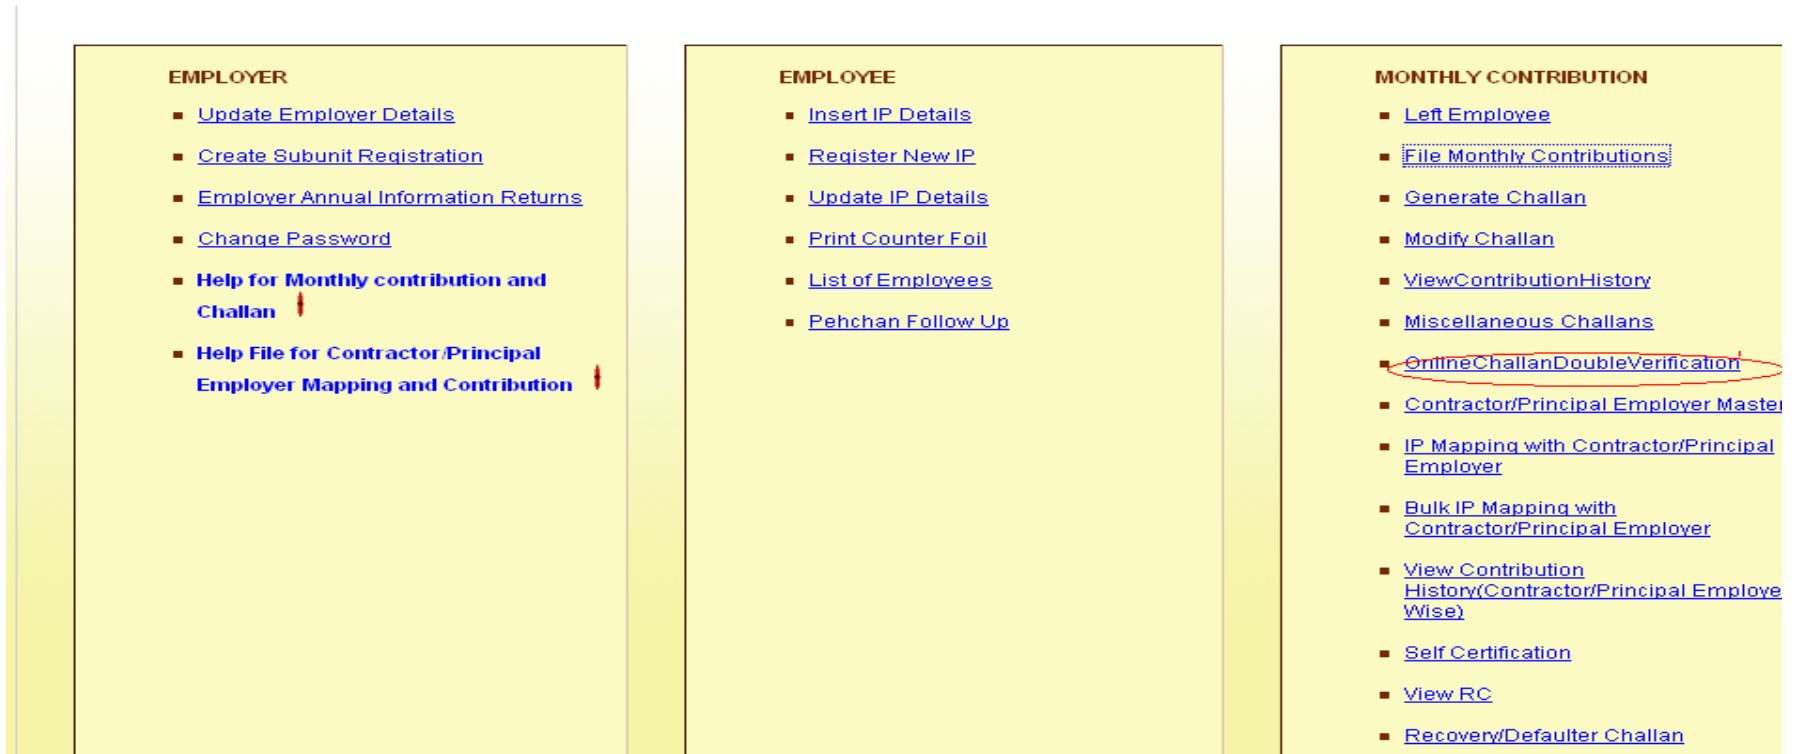 EMPLOYER
Update Employer Details
Create Subunit Registration
Employer Annual Information Returns
Change Password
Help for Monthly contribution and
Challan
Help File for Contractor/Principal
Employer Mapping and Contribution
EMPLOYEE
Insert IP Details
Register New IP
Update IP Details
Print Counter Foil
List of Employees
Pehchan Follow Up
MONTHLY CONTRIBUTION
Left Employee
File Monthly Contributions
Generate Challan
Modify Challan
ViewContributionHistory
Miscellaneous Challans
OnlineChallanDoubleVerification
Contractor/Principal Employer Master
IP Mapping with Contractor/Principal
Employer
Bulk IP Mapping with
Contractor/Principal Employer
View Contribution
History(Contractor/Principal Employe
Wise)
Self Certification
View RC
Recovery/Defaulter Challan